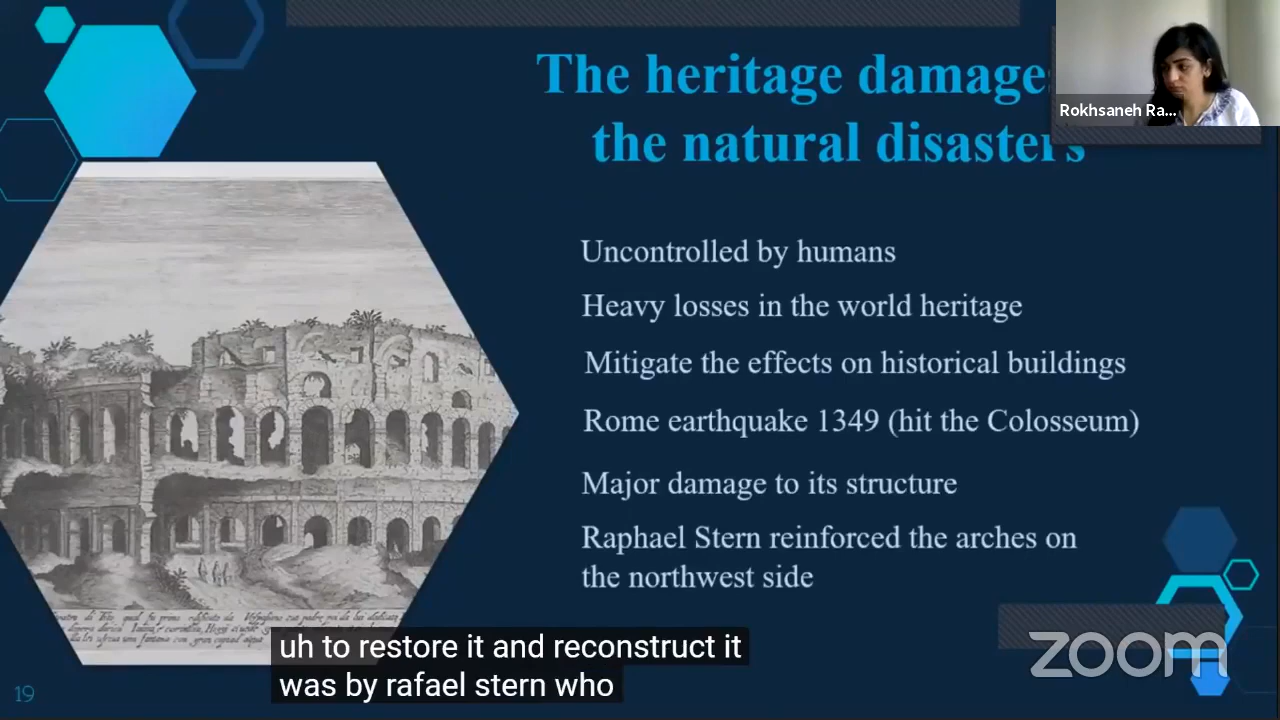 The heritage damages
the natural disasters
Rokhsaneh Ra...
Uncontrolled by humans
Heavy losses in the world heritage
Mitigate the effects on historical buildings
Rome earthquake 1349 (hit the Colosseum)
Major damage to its structure
Raphael Stern reinforced the arches on
the northwest side
uh to restore it and reconstruct it
was by rafael stern who
zoom
19